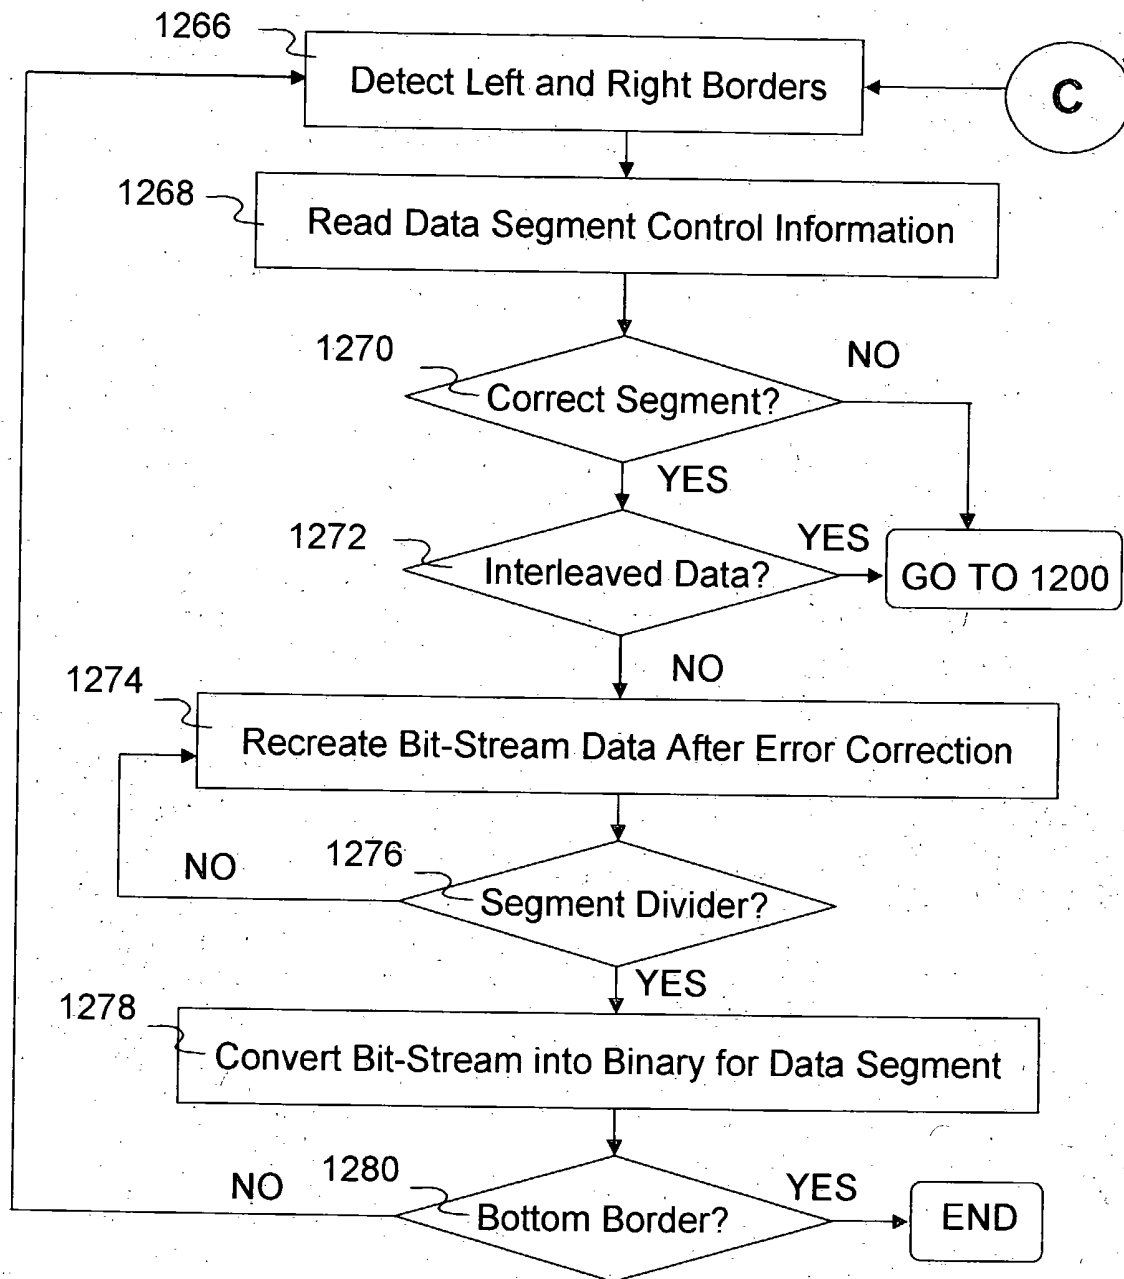 1266
Detect Left and Right Borders
C
1268
Read Data Segment Control Information
1270
NO
Correct Segment?
YES
1272
YES
Interleaved Data?
GO TO 1200
NO
1274
Recreate Bit-Stream Data After Error Correction
1276
NO
Segment Divider?
YES
1278
Convert Bit-Stream into Binary for Data Segment
1280
NO
YES
Bottom Border?
END